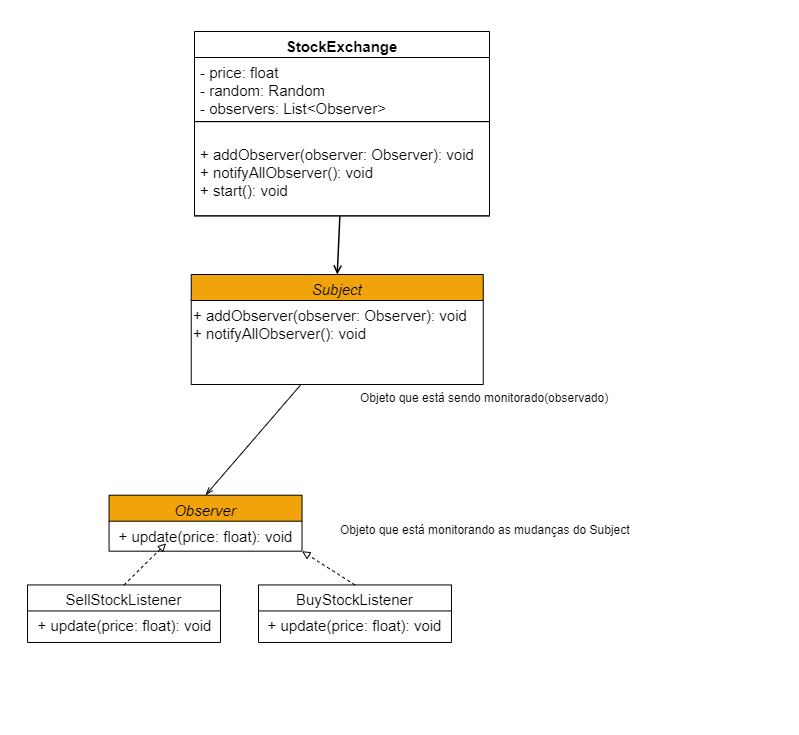 StockExchange
- price: float
- random: Random
- observers: List<Observer>
+ addObserver(observer: Observer): void
+ notifyAllObserver(): void
+ start(): void
Subject
+ addObserver(observer: Observer): void
+ notifyAllObserver(): void
Objeto que está sendo monitorado(observado)
Observer
+ update(price: float): void
Objeto que está monitorando as mudanças do Subject
SellStockListener
+ update(price: float): void
BuyStockListener
+ update(price: float): void